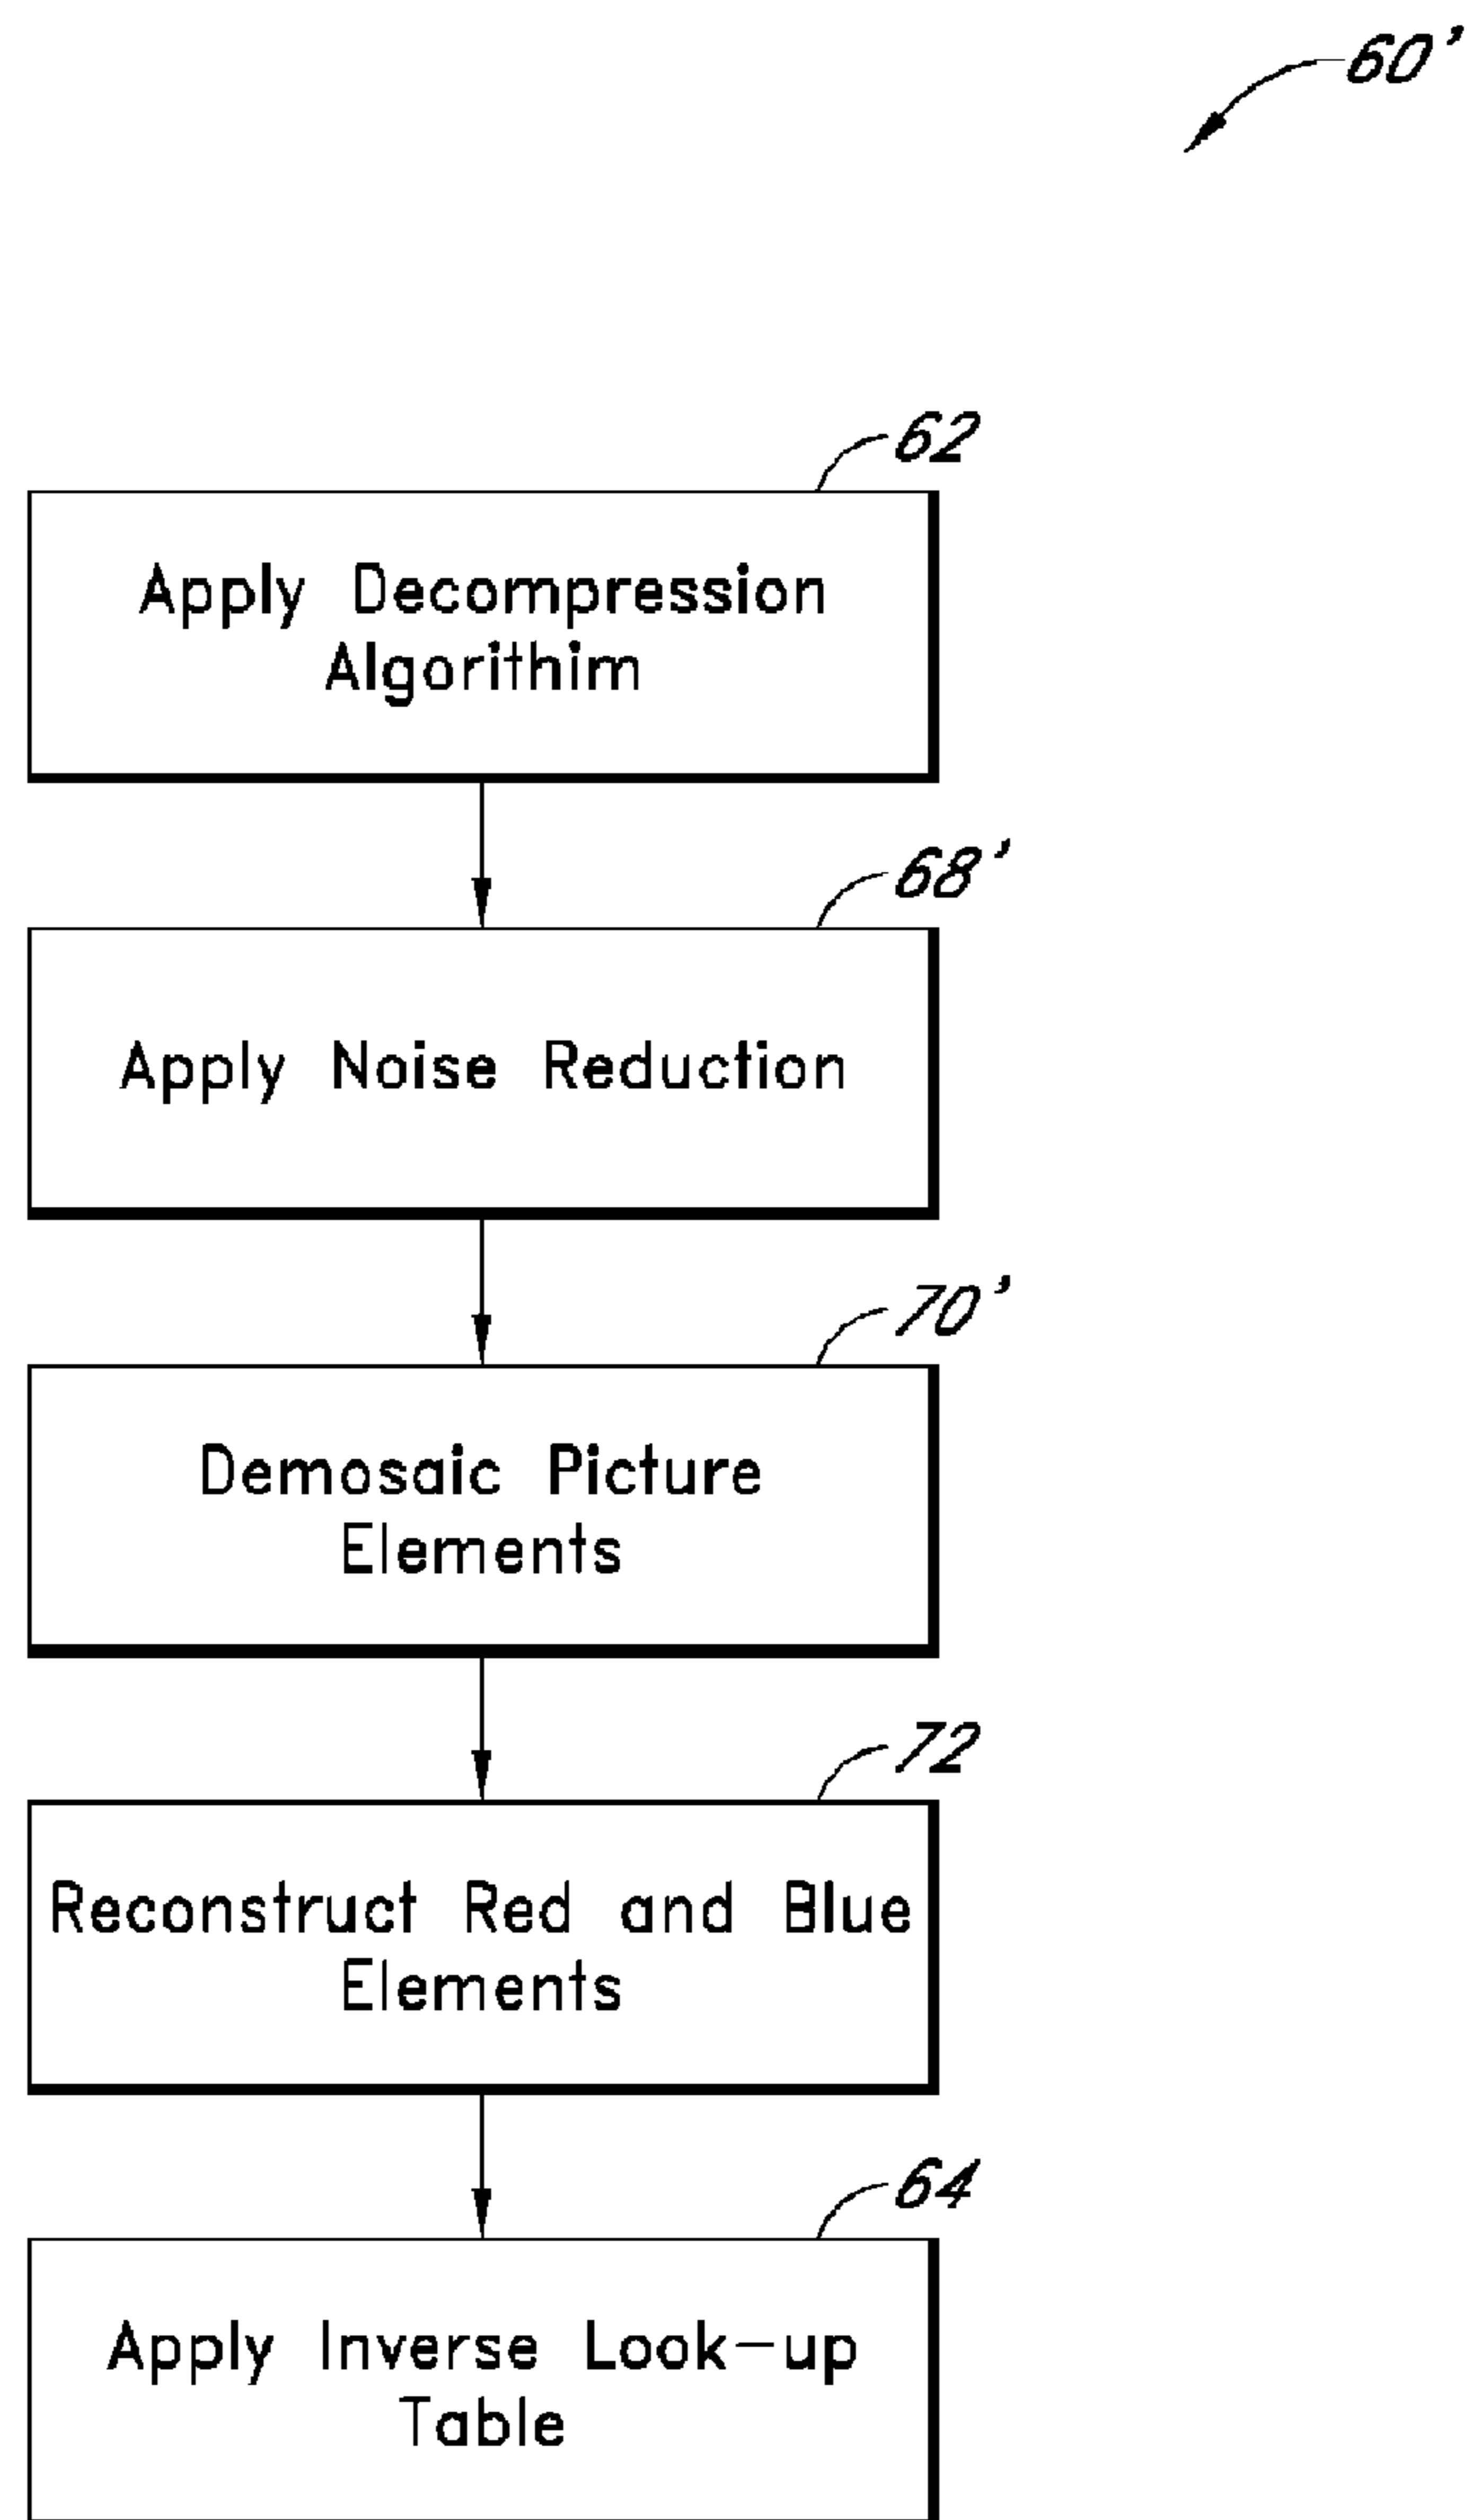 60'
62
Apply Decompression
Algorithim
68'
Apply Noise Reduction
70'
Demosaic Picture
Elements
72
Reconstruct Red and Blue
Elements
64
Apply Inverse Look-up
Table